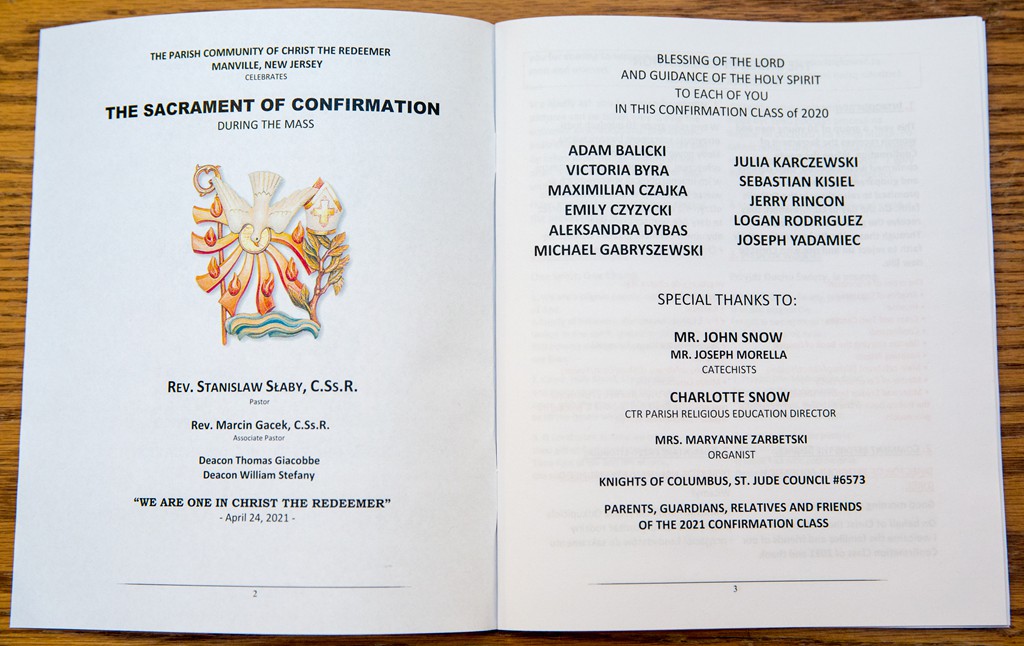 THE PARISH COMMUNITY OF CHRIST THE REDEEMER
MANVILLE, NEW JERSEY
CELEBRATES
THE SACRAMENT OF CONFIRMATION
DURING THE MASS
REV. STANISLAW SŁABY, C.SS.R.
Pastor
Rev. Marcin Gacek, C.Ss.R.
Associate Pastor
Deacon Thomas Giacobbe
Deacon William Stefany
“WE ARE ONE IN CHRIST THE REDEEMER”
- April 24, 2021 -
2
BLESSING OF THE LORD
AND GUIDANCE OF THE HOLY SPIRIT
TO EACH OF YOU
IN THIS CONFIRMATION CLASS of 2020
ADAM BALICKI
VICTORIA BYRA
MAXIMILIAN CZAJKA
EMILY CZYZYCKI
ALEKSANDRA DYBAS
MICHAEL GABRYSZEWSKI
JULIA KARCZEWSKI
SEBASTIAN KISIEL
JERRY RINCON
LOGAN RODRIGUEZ
JOSEPH YADAMIEC
SPECIAL THANKS TO:
MR. JOHN SNOW
MR. JOSEPH MORELLA
CATECHISTS
CHARLOTTE SNOW
CTR PARISH RELIGIOUS EDUCATION DIRECTOR
MRS. MARYANNE ZARBETSKI
ORGANIST
KNIGHTS OF COLUMBUS, ST. JUDE COUNCIL #6573
PARENTS, GUARDIANS, RELATIVES AND FRIENDS
OF THE 2021 CONFIRMATION CLASS
3